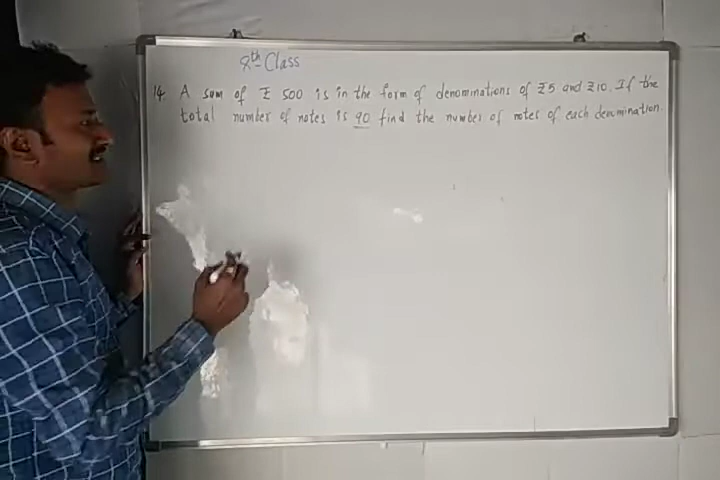 8th Class
14. A sum of ₹ 500 is in the form of denominations of ₹5 and ₹10. If the
total number of notes is 90 find the number of notes of each denomination.